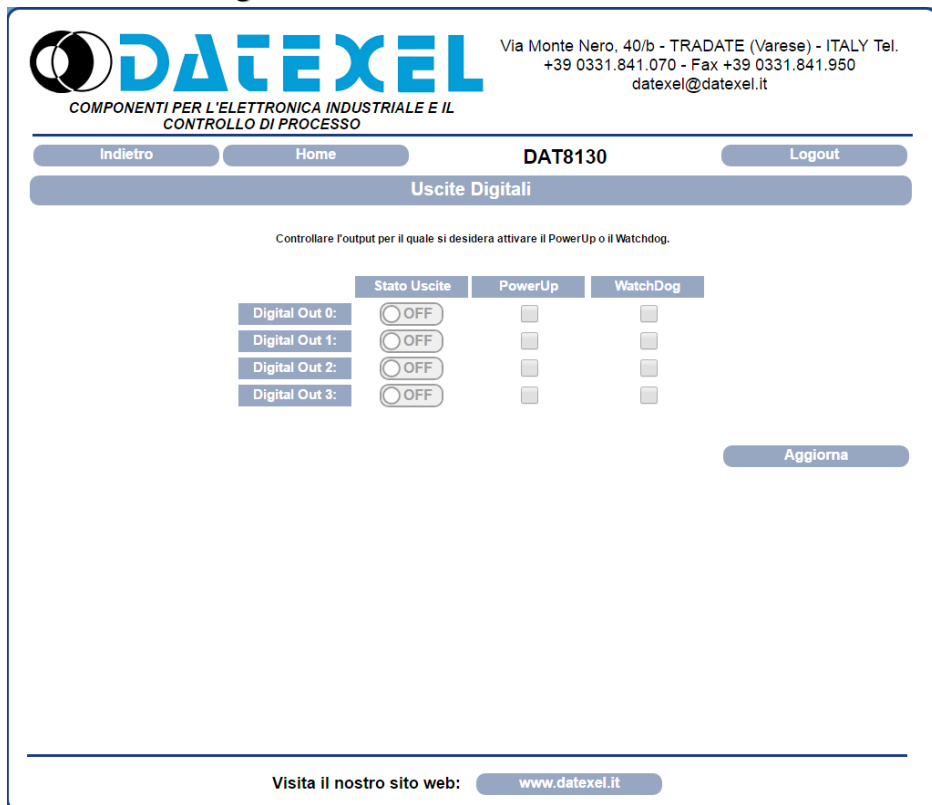 DATEXEL
COMPONENTI PER L'ELETTRONICA INDUSTRIALE E IL
CONTROLLO DI PROCESSO
Via Monte Nero, 40/b - TRADATE (Varese) - ITALY Tel.
+39 0331.841.070 - Fax +39 0331.841.950
datexel@datexel.it
Indietro Home DAT8130 Logout
Uscite Digitali
Controllare l'output per il quale si desidera attivare il PowerUp o il Watchdog.
Stato Uscite PowerUp WatchDog
Digital Out 0: OFF
Digital Out 1: OFF
Digital Out 2: OFF
Digital Out 3: OFF
Aggiorna
Visita il nostro sito web: www.datexel.it